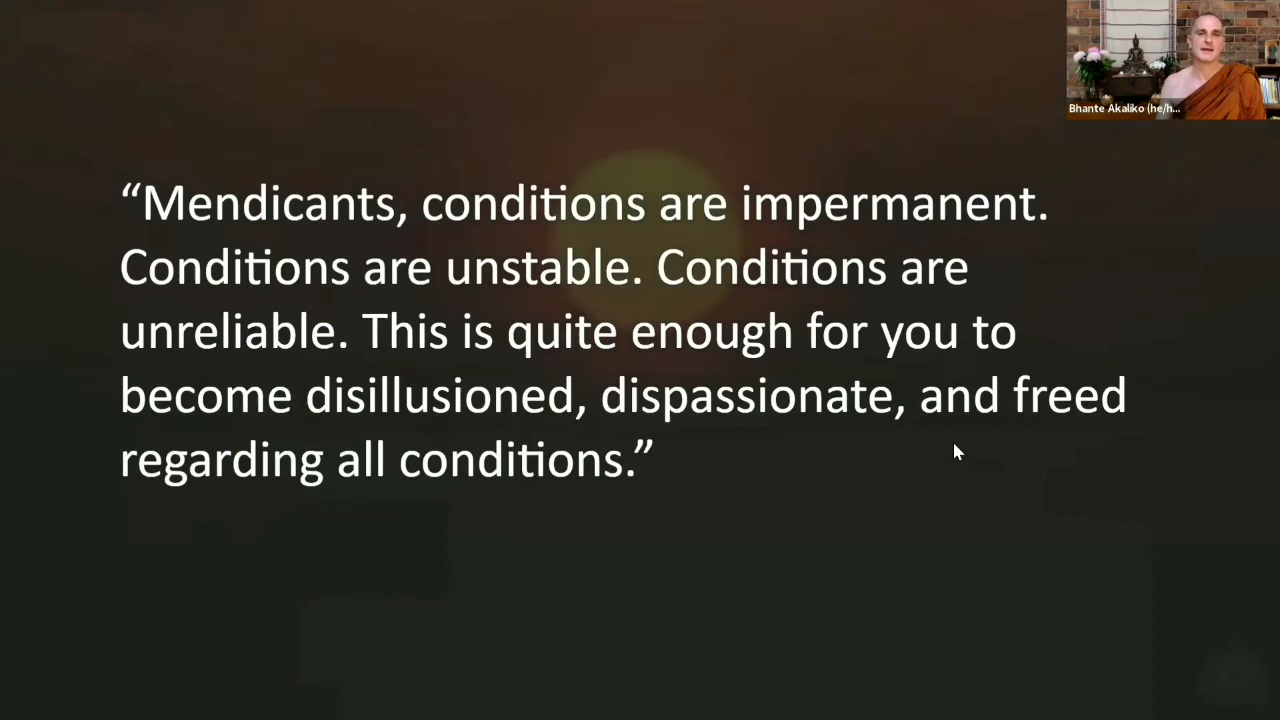 Bhante Akaliko (he/h...
“Mendicants, conditions are impermanent.
Conditions are unstable. Conditions are
unreliable. This is quite enough for you to
become disillusioned, dispassionate, and freed
regarding all conditions.”